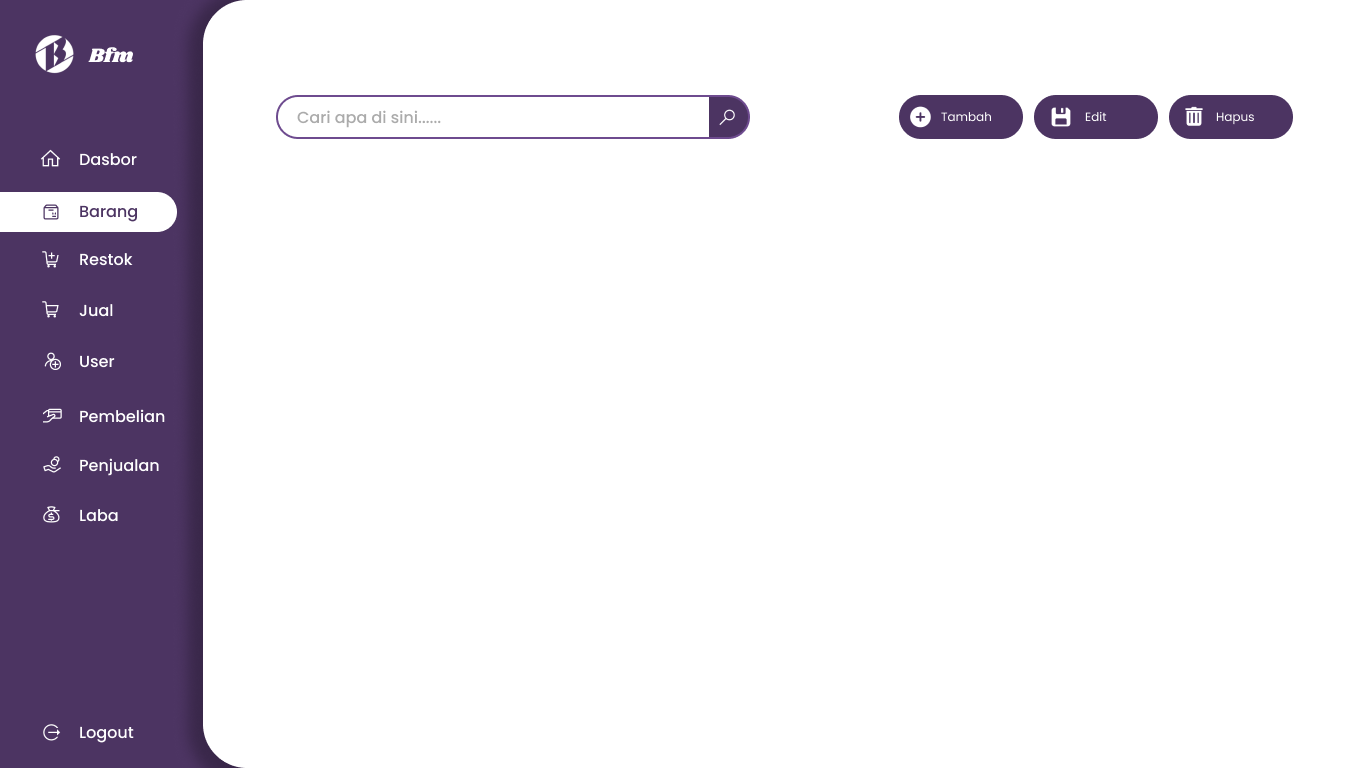 Bfm
Cari apa di sini......
Tambah
Edit
Hapus
Dasbor
Barang
Restok
Jual
User
Pembelian
Penjualan
Laba
Logout